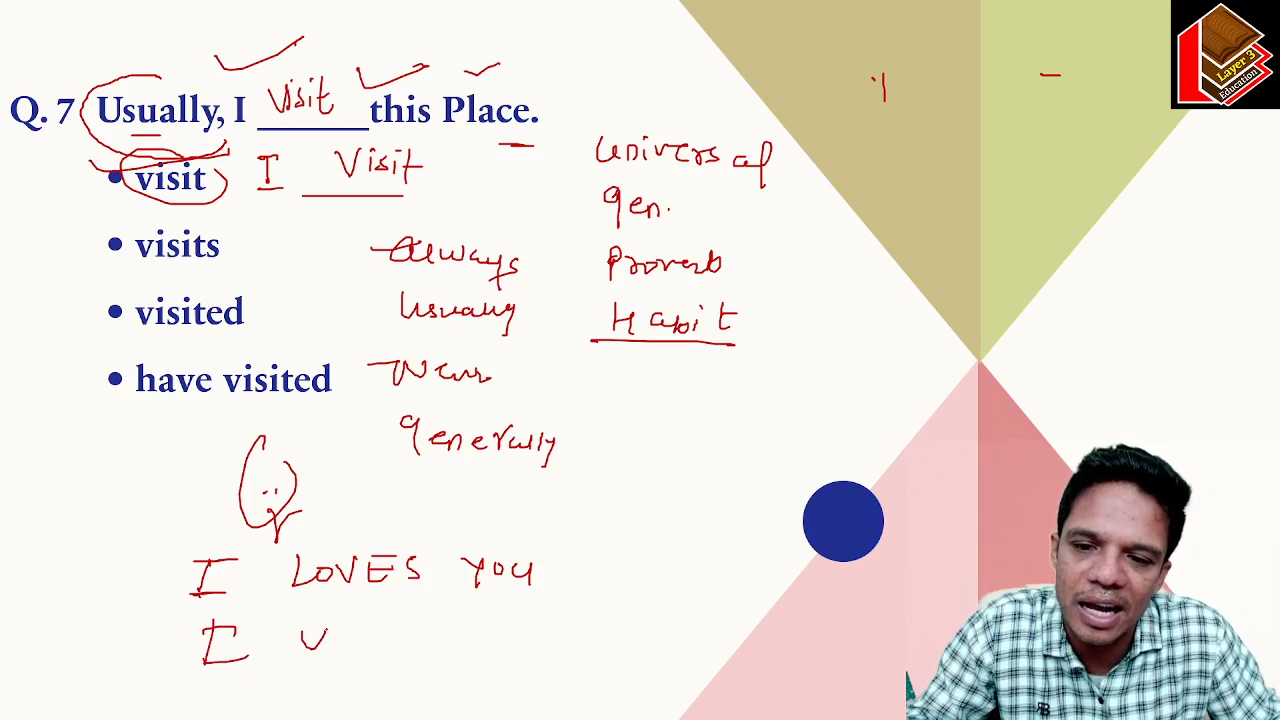 Layer 3
Education
Q. 7 Usually, I visit this Place.
• visit I visit
• visits
• visited
• have visited
Universal
Gen.
Proverb
Habit
Always
Usually
Generally
I LOVES YOU
I V